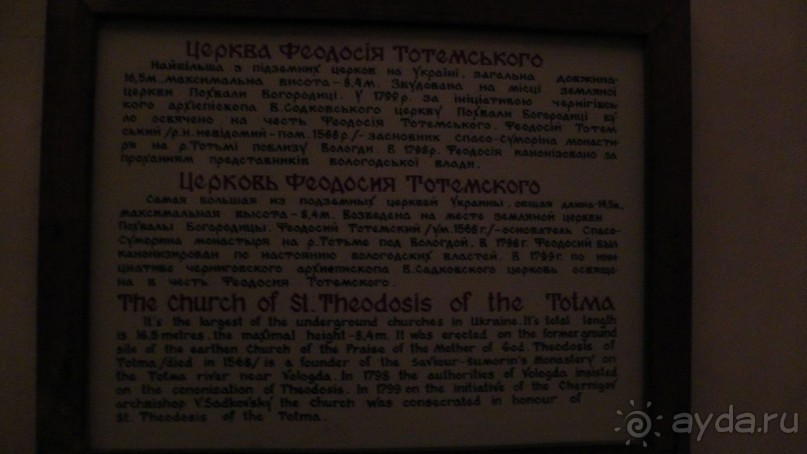 Церква Феодосія Тотемського
Найбільша з підземних церков на Україні, загальна довжина-
16,5м, максимальна висота-8,4м. Збудована на місці земляної
церкви Похвали Богородиці. У 1799р. за ініціативою чернігівсь-
кого архієпископа В.Содковського церкву Похвали Богородиці бу-
ло освячено на честь Феодосія Тотемського. Феодосій Тотем-
ський /р.н.невідомий-пом.1568р./-засновник Спасо-Суморіна монасти-
ря на р.Тотьмі поблизу Вологди. В 1798р. Феодосія канонізовано за
проханням представників вологодської влади.
Церковь Феодосия Тотемского
Самая большая из подземных церквей Украины, общая длина-16,5м,
максимальная высота-8,4м. Возведена на месте земляной церкви
Похвалы Богородицы. Феодосий Тотемский /ум.1568г./-основатель Спасо-
Суморина монастыря на р.Тотьме под Вологдой. В 1798г. Феодосий был
канонизирован по настоянию вологодских властей. В 1799г. по ини-
циативе черниговского архиепископа В.Садковского церковь освяще-
на в честь Феодосия Тотемского.
The Church of St.Theodosis of the Totma
It's the largest of the underground churches in Ukraine. It's total length
is 16,5 metres, the maximal height-8,4m. It was erected on the former ground
site of the earthen Church of the Praise of the Mother of God. Theodosis of
Totma /died in 1568/ is a founder of the Saviour-Sumorin's Monastery on
the Totma river near Vologda. In 1798 the authorities of Vologda insisted
on the canonization of Theodosis. In 1799 on the initiative of the Chernigov
archbishop V.Sadkovsky the Church was consecrated in honour of
St. Theodosis of the Totma.
ayda.ru